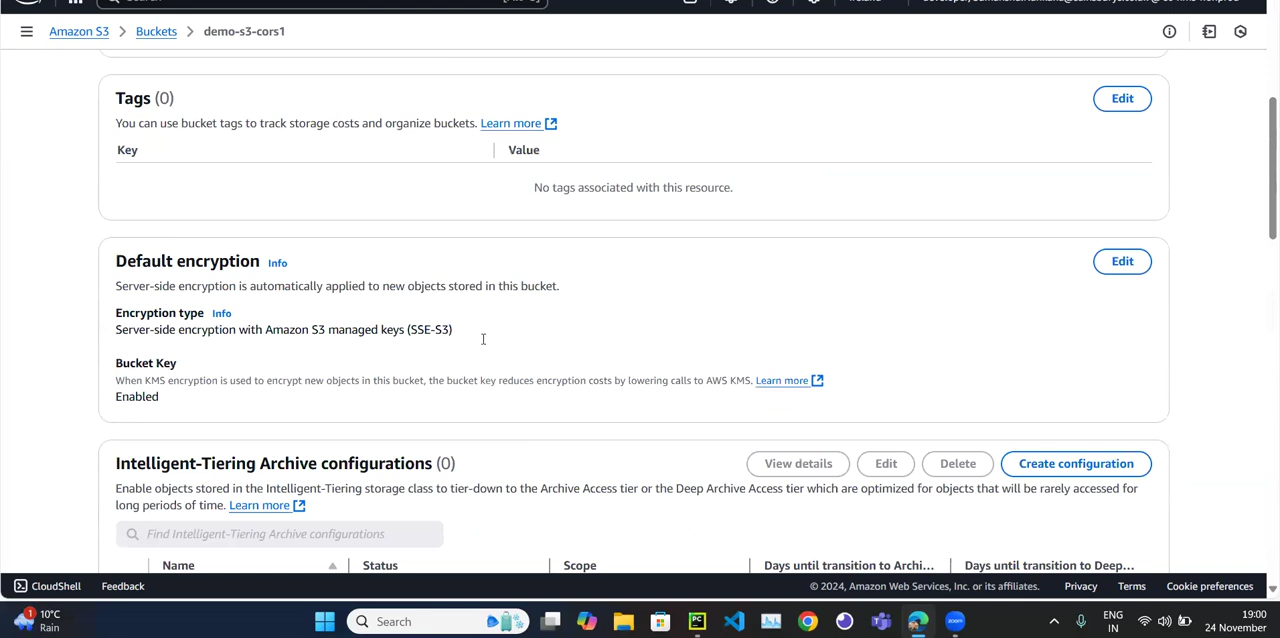 Amazon S3 > Buckets > demo-s3-cors1
Tags (0)
Edit
You can use bucket tags to track storage costs and organize buckets. Learn more
Key
Value
No tags associated with this resource.
Default encryption Info
Edit
Server-side encryption is automatically applied to new objects stored in this bucket.
Encryption type Info
Server-side encryption with Amazon S3 managed keys (SSE-S3)
Bucket Key
When KMS encryption is used to encrypt new objects in this bucket, the bucket key reduces encryption costs by lowering calls to AWS KMS. Learn more
Enabled
Intelligent-Tiering Archive configurations (0)
View details
Edit
Delete
Create configuration
Enable objects stored in the Intelligent-Tiering storage class to tier-down to the Archive Access tier or the Deep Archive Access tier which are optimized for objects that will be rarely accessed for
long periods of time. Learn more
Find Intelligent-Tiering Archive configurations
Name
Status
Scope
Days until transition to Archi...
Days until transition to Deep...
CloudShell
Feedback
© 2024, Amazon Web Services, Inc. or its affiliates.
Privacy
Terms
Cookie preferences
1
10°C
Rain
Search
PC
zoom
ENG
IN
19:00
24 November